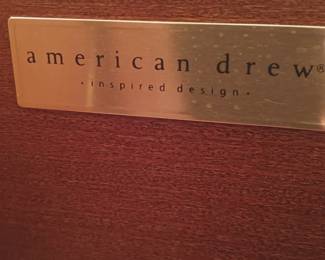 american drew®
·inspired design·